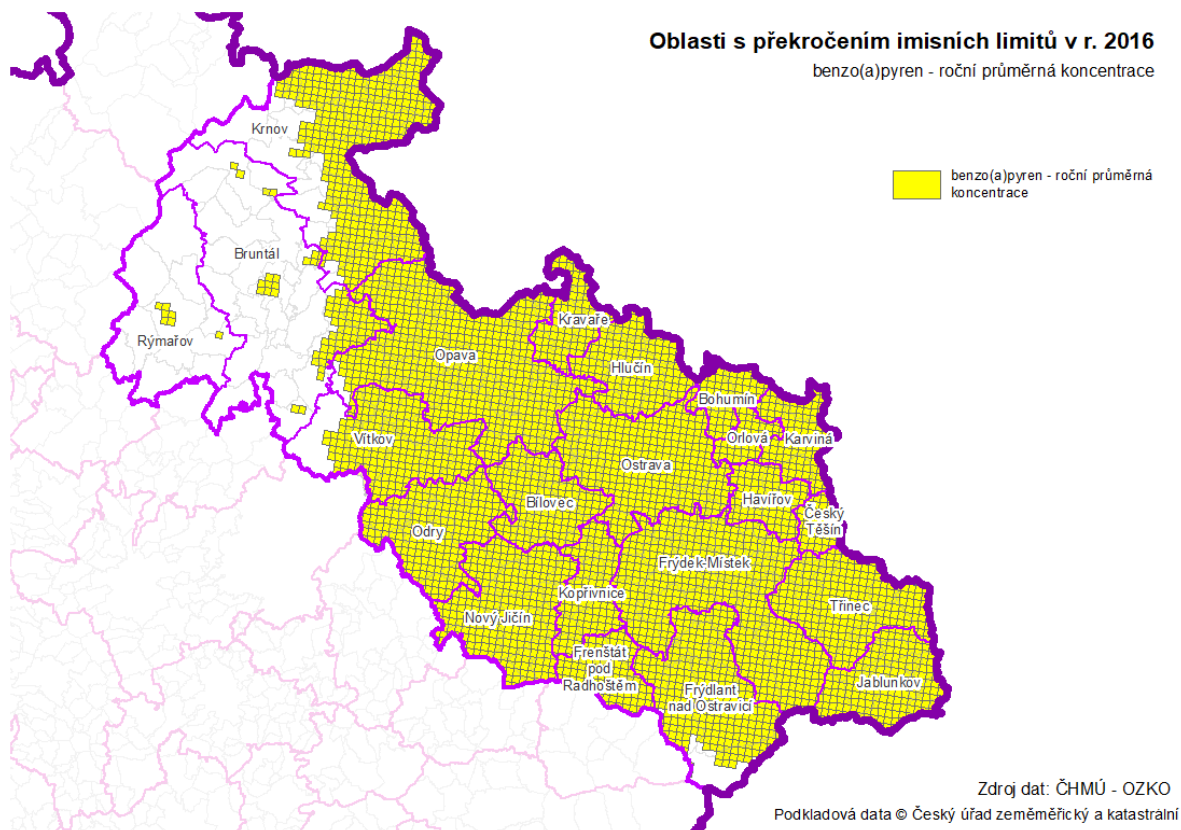 Oblasti s překročením imisních limitů v r. 2016
benzo(a)pyren - roční průměrná koncentrace
benzo(a)pyren - roční průměrná
koncentrace
Krnov
Bruntál
Rýmařov
Opava
Kravaře
Hlučín
Bohumín
Orlová
Karviná
Vítkov
Ostrava
Bílovec
Havířov
Český
Těšín
Odry
Frýdek-Místek
Kopřivnice
Třinec
Nový Jičín
Frenštát
pod
Radhoštěm
Jablunkov
Frýdlant
nad Ostravicí
Zdroj dat: ČHMÚ - OZKO
Podkladová data © Český úřad zeměměřický a katastrální